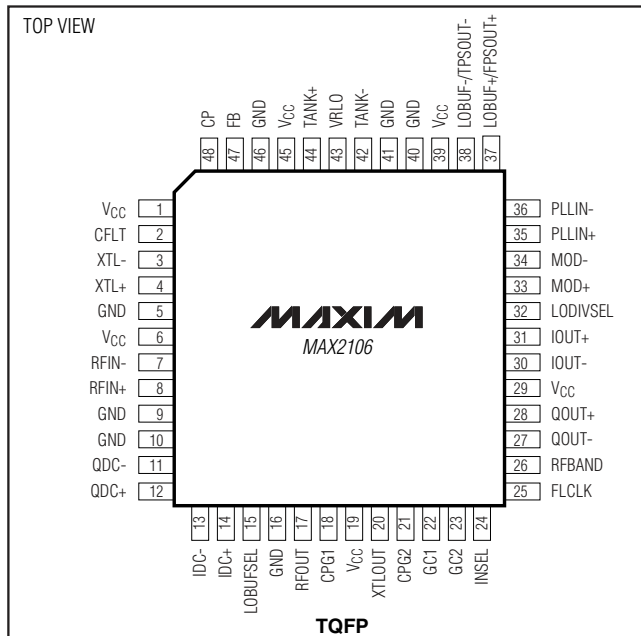 TOP VIEW
CP
FB
GND
VCC
TANK+
VRLO
TANK-
GND
GND
VCC
LOBUF-/TPSOUT-
LOBUF+/FPSOUT+
48 47 46 45 44 43 42 41 40 39 38 37
VCC 1
CFLT 2
XTL- 3
XTL+ 4
GND 5
VCC 6
RFIN- 7
RFIN+ 8
GND 9
GND 10
QDC- 11
QDC+ 12
MAXIM
MAX2106
36 PLLIN-
35 PLLIN+
34 MOD-
33 MOD+
32 LODIVSEL
31 IOUT+
30 IOUT-
29 VCC
28 QOUT+
27 QOUT-
26 RFBAND
25 FLCLK
13 14 15 16 17 18 19 20 21 22 23 24
IDC-
IDC+
LOBUFSEL
GND
RFOUT
CPG1
VCC
XTLOUT
CPG2
GC1
GC2
INSEL
TQFP